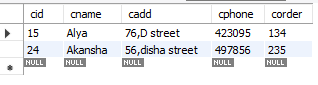 cid cname cadd cphone corder
15 Alya 76,D street 423095 134
24 Akansha 56,disha street 497856 235
NULL NULL NULL NULL NULL